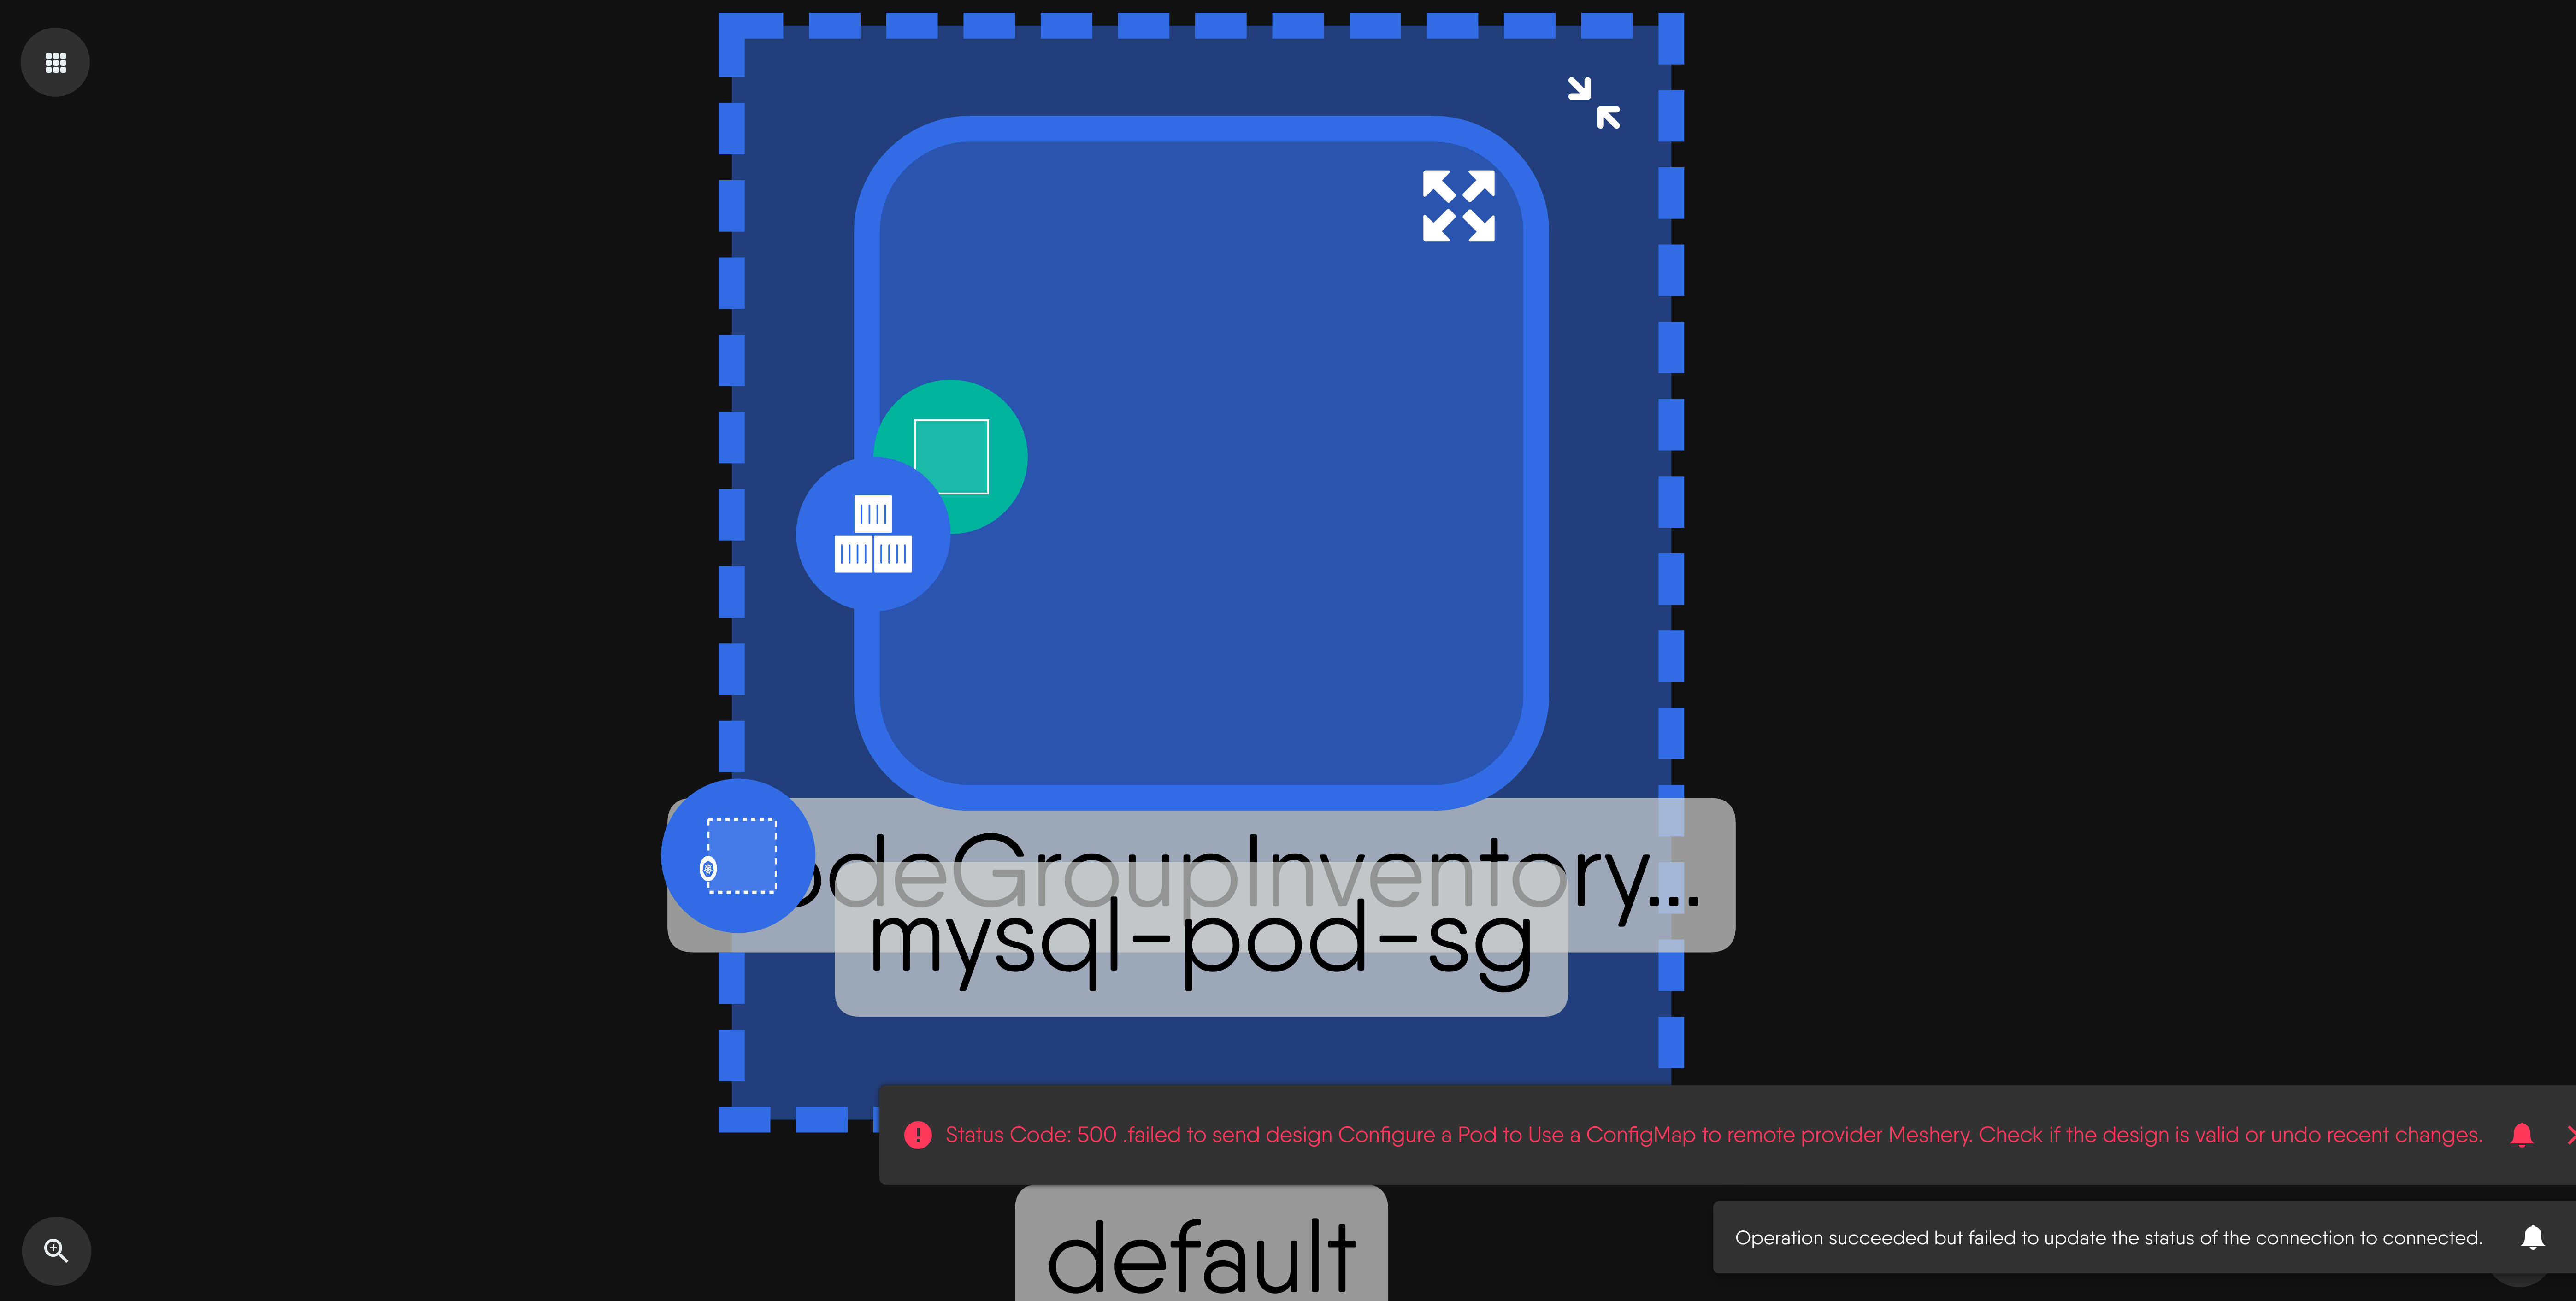 odeGroupInventory...
mysql-pod-sg
Status Code: 500 .failed to send design Configure a Pod to Use a ConfigMap to remote provider Meshery. Check if the design is valid or undo recent changes.
default
Operation succeeded but failed to update the status of the connection to connected.